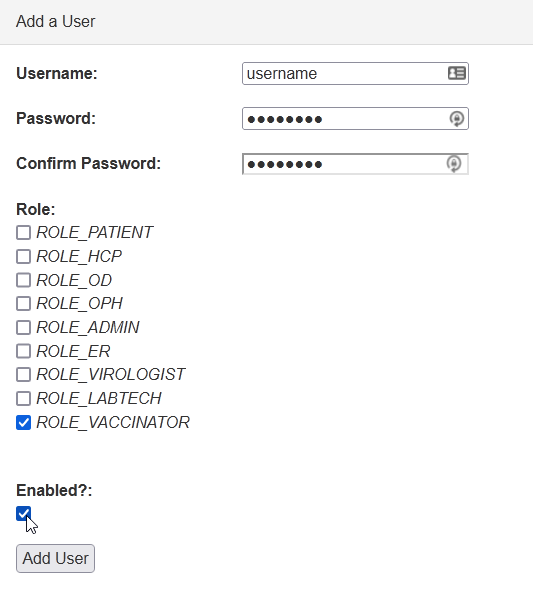 Add a User
Username: username
Password: ●●●●●●●●
Confirm Password: ●●●●●●●●
Role:
ROLE_PATIENT
ROLE_HCP
ROLE_OD
ROLE_OPH
ROLE_ADMIN
ROLE_ER
ROLE_VIROLOGIST
ROLE_LABTECH
ROLE_VACCINATOR
Enabled?:
Add User